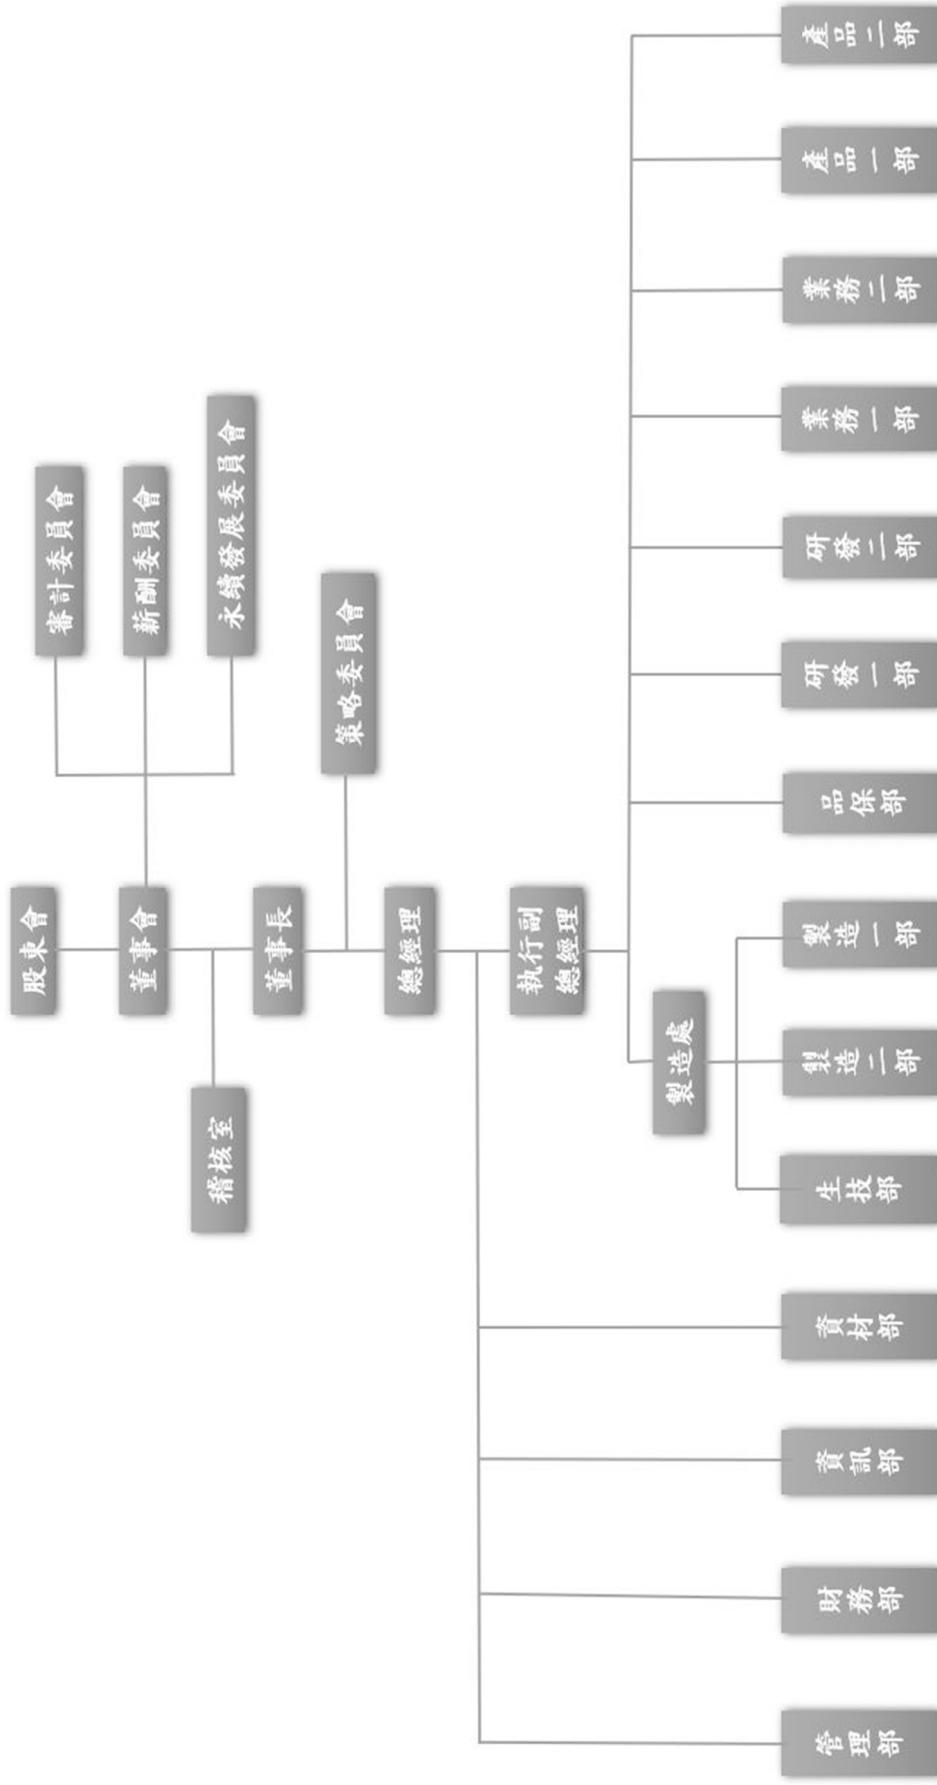 股東會
董事會
審計委員會
薪酬委員會
永續發展委員會
稽核室
董事長
策略委員會
總經理
執行副
總經理
製造處
管理部
財務部
資訊部
資材部
生技部
製造二部
製造一部
品保部
研發一部
研發二部
業務一部
業務二部
產品一部
產品二部